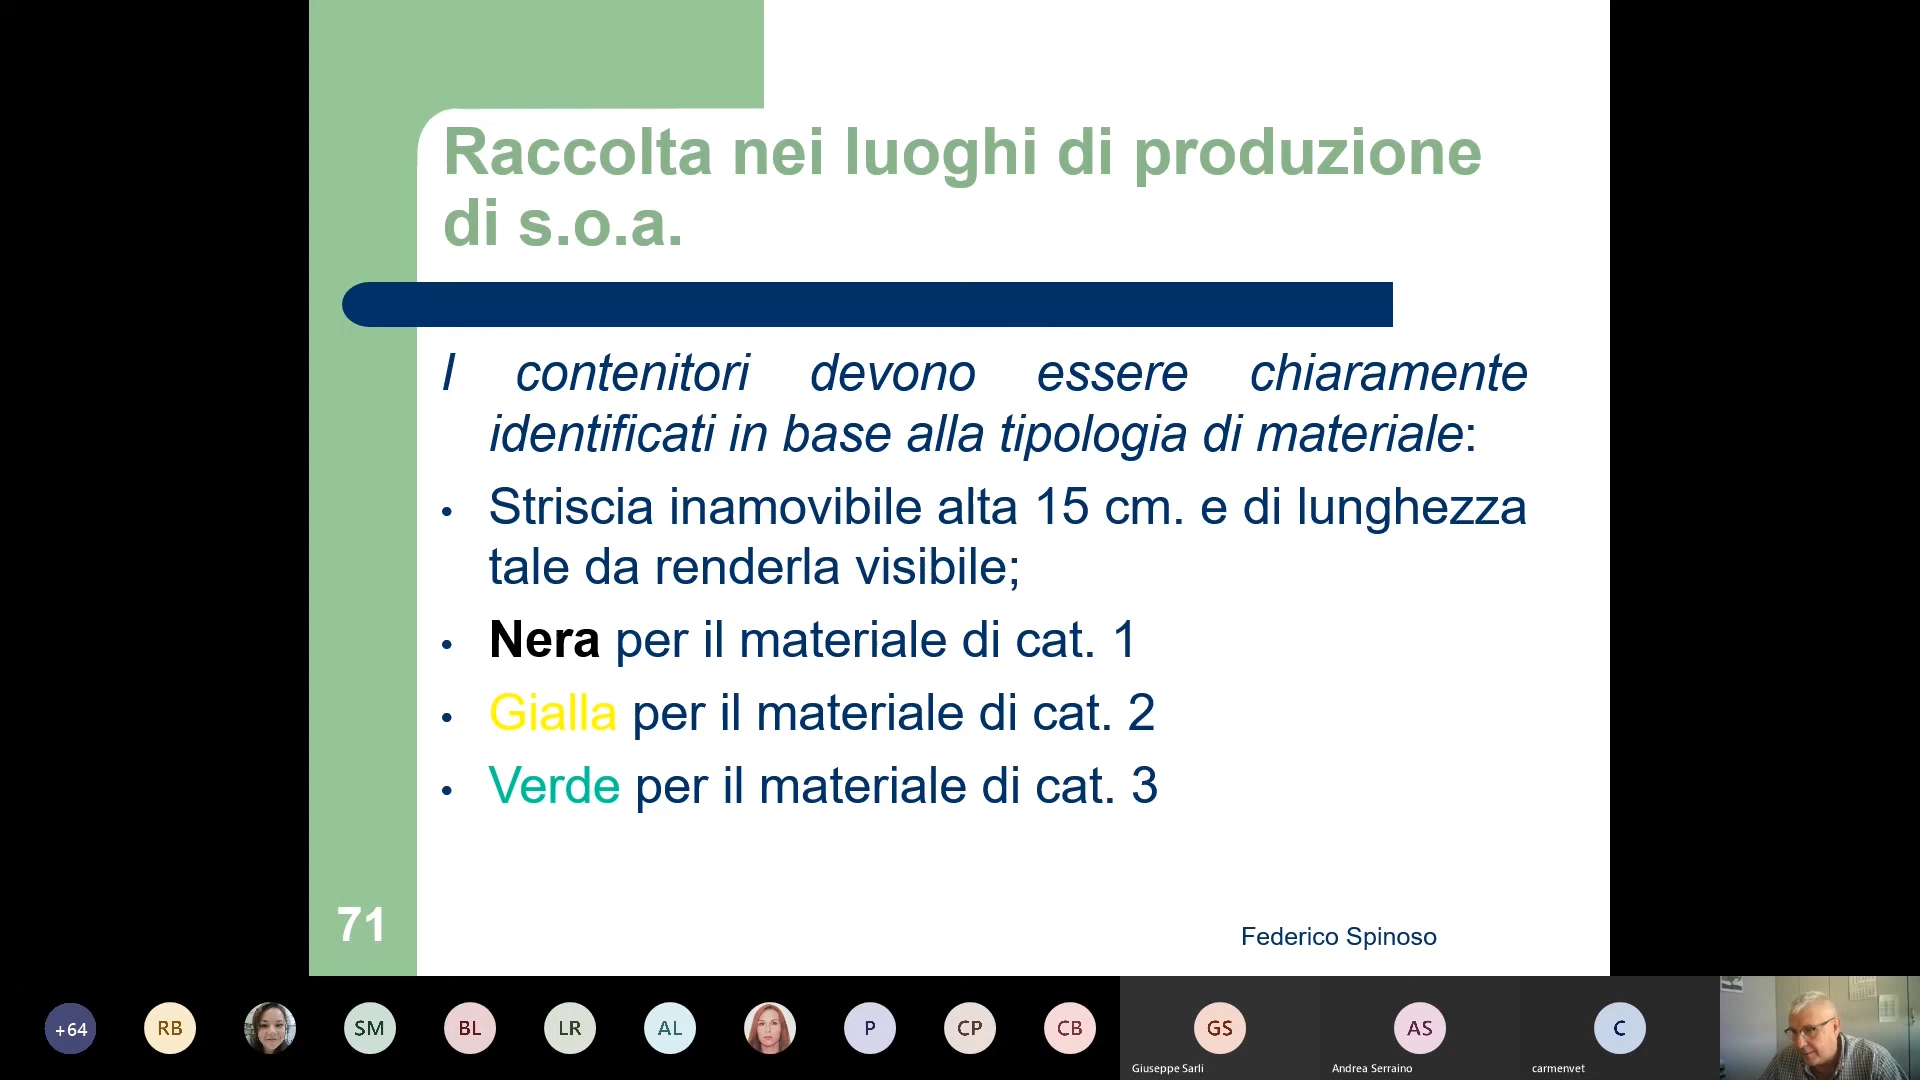 Raccolta nei luoghi di produzione
di s.o.a.
I contenitori devono essere chiaramente
identificati in base alla tipologia di materiale:
• Striscia inamovibile alta 15 cm. e di lunghezza
tale da renderla visibile;
• Nera per il materiale di cat. 1
• Gialla per il materiale di cat. 2
• Verde per il materiale di cat. 3
71
Federico Spinoso
+64 RB SM BL LR AL P CP CB GS AS C
Giuseppe Sarli Andrea Serraino carmenvet